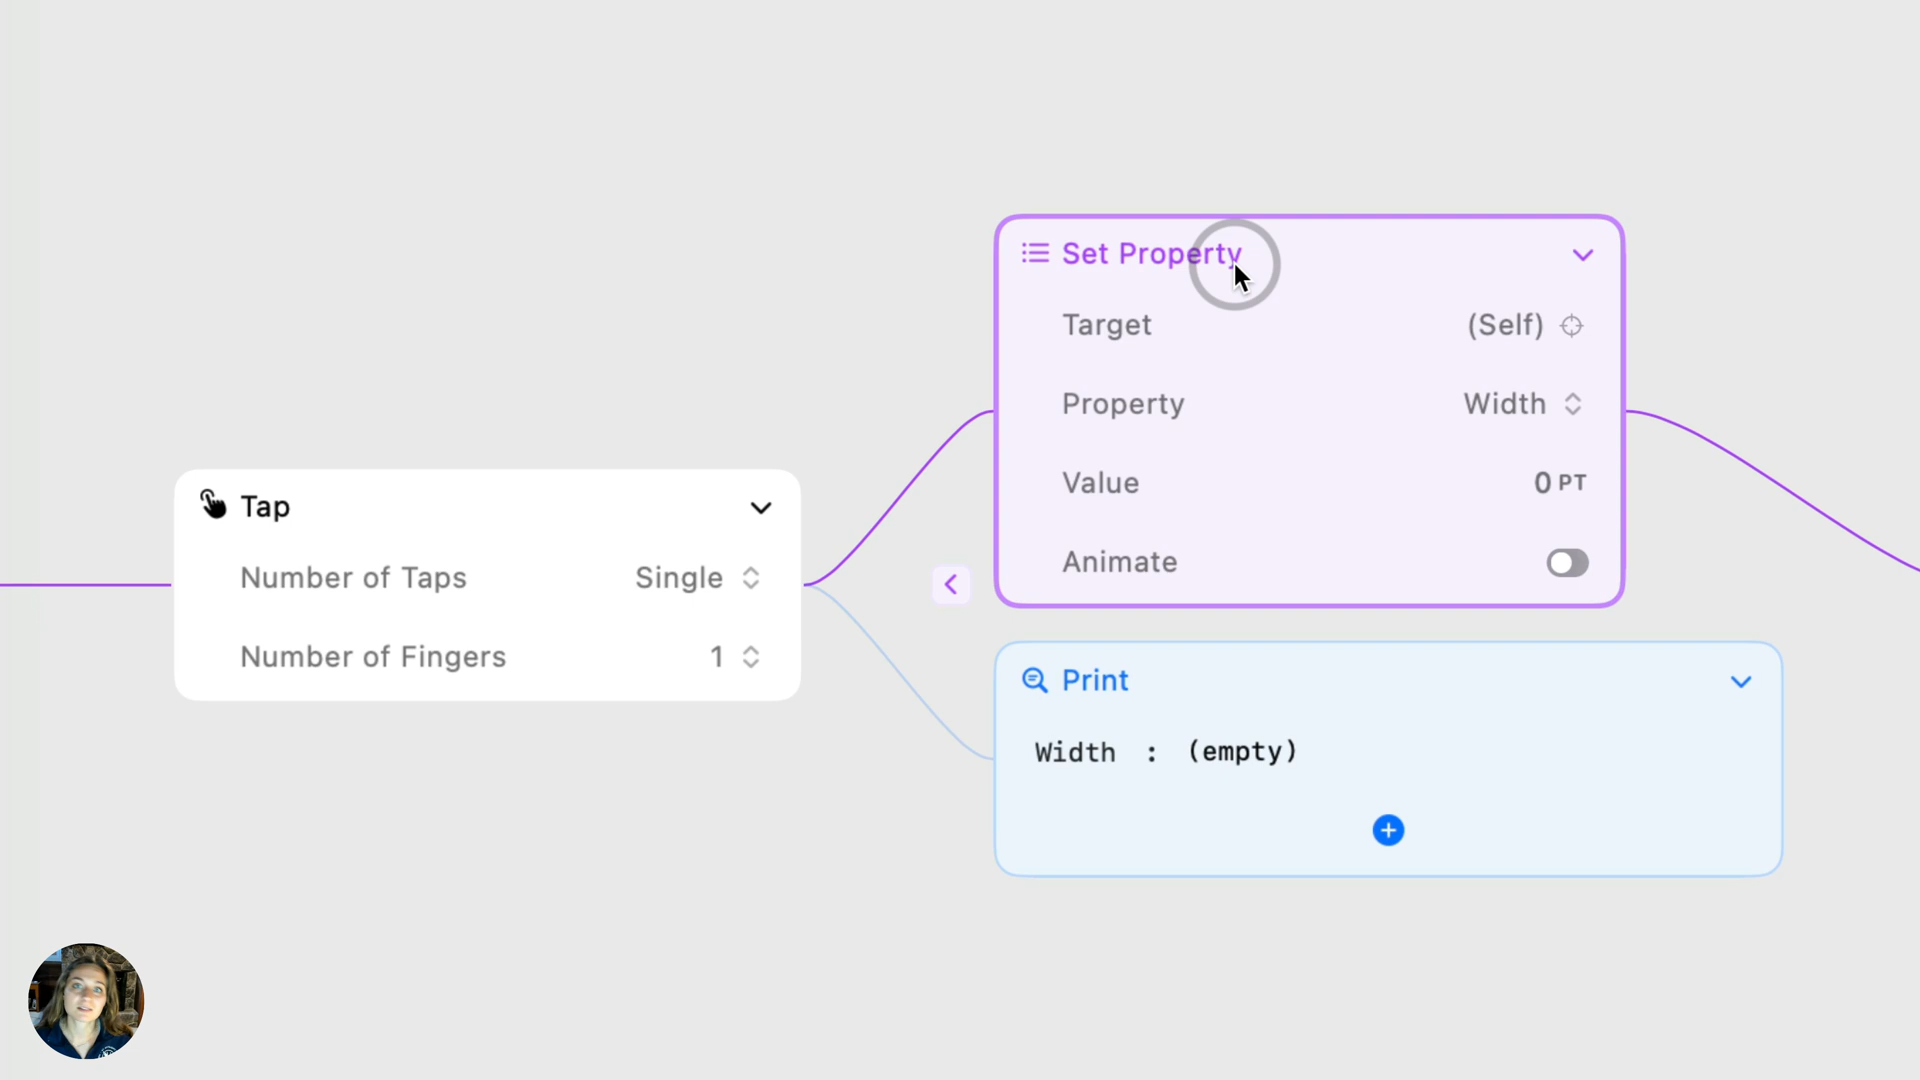 Set Property
Target (Self)
Property Width
Value 0 PT
Animate
Tap
Number of Taps Single
Number of Fingers 1
Print
Width : (empty)